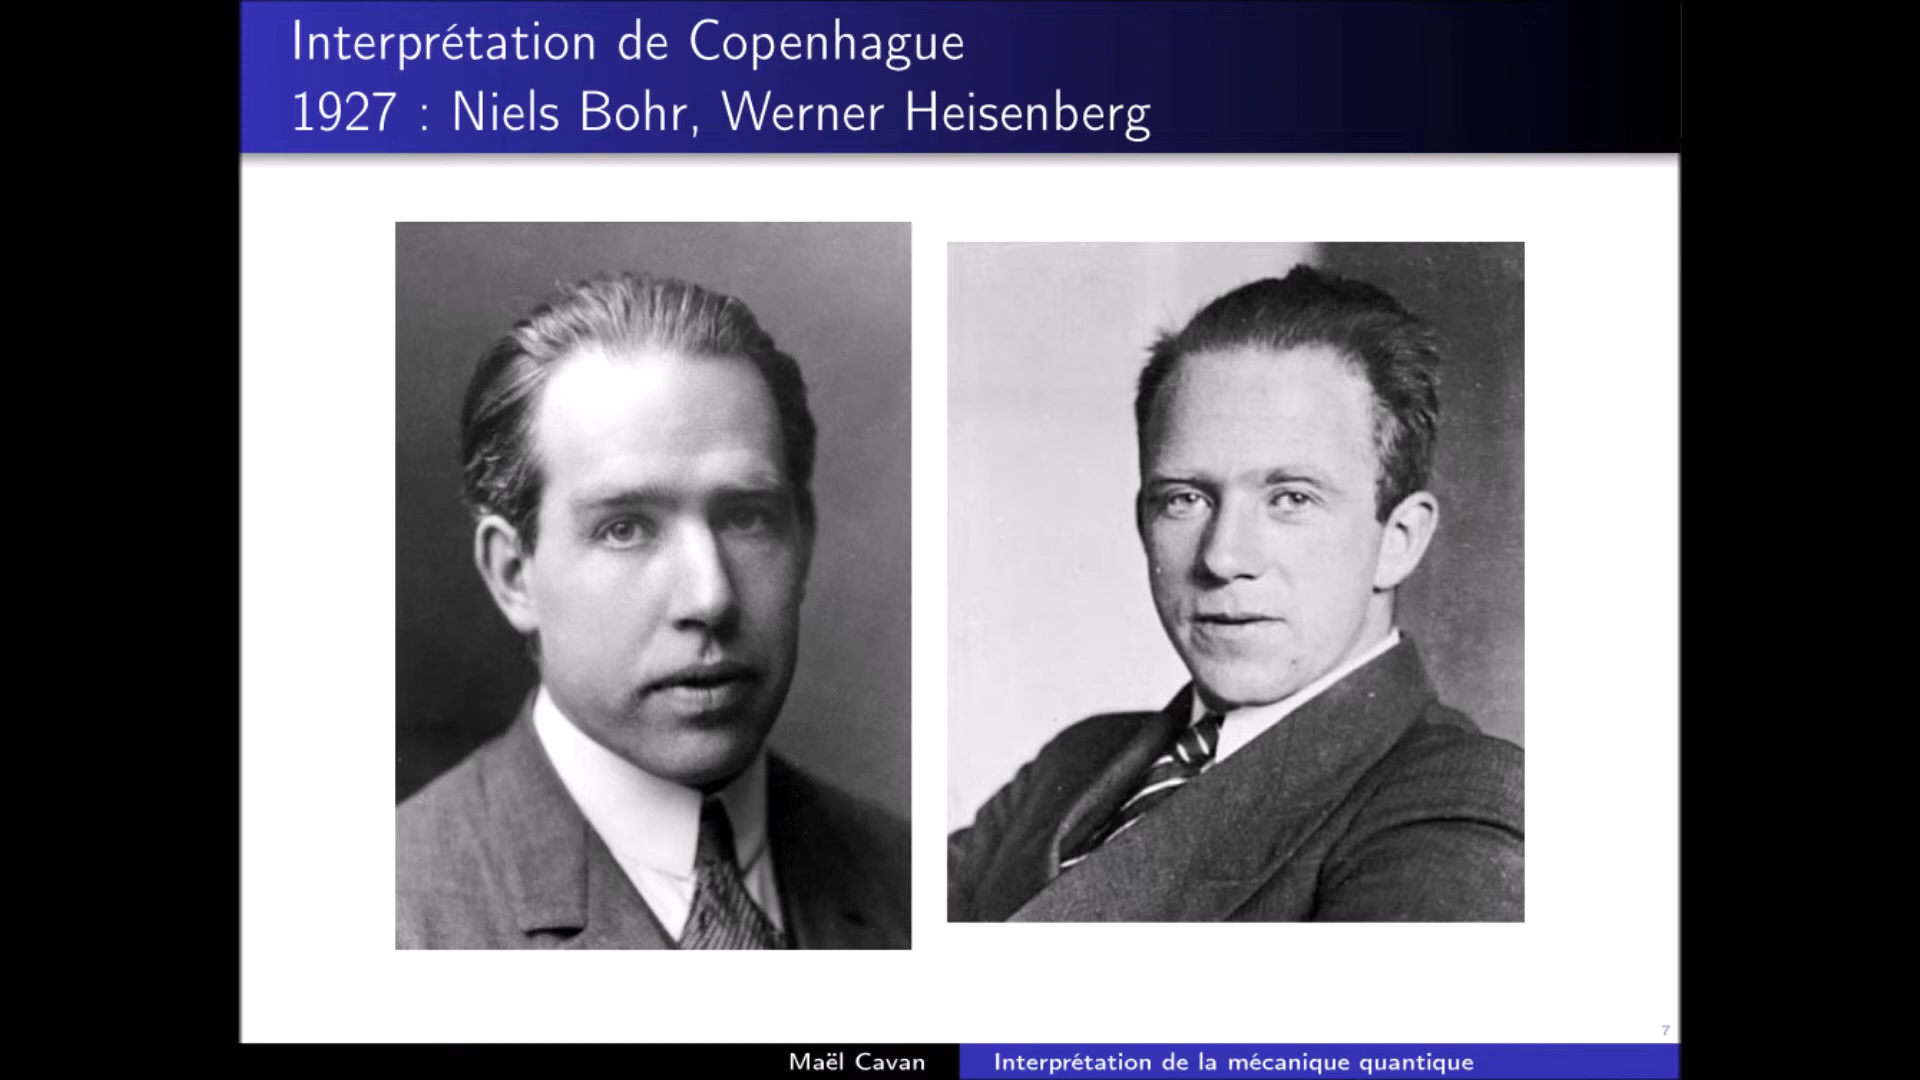 Interprétation de Copenhague
1927 : Niels Bohr, Werner Heisenberg
7
Maël Cavan
Interprétation de la mécanique quantique